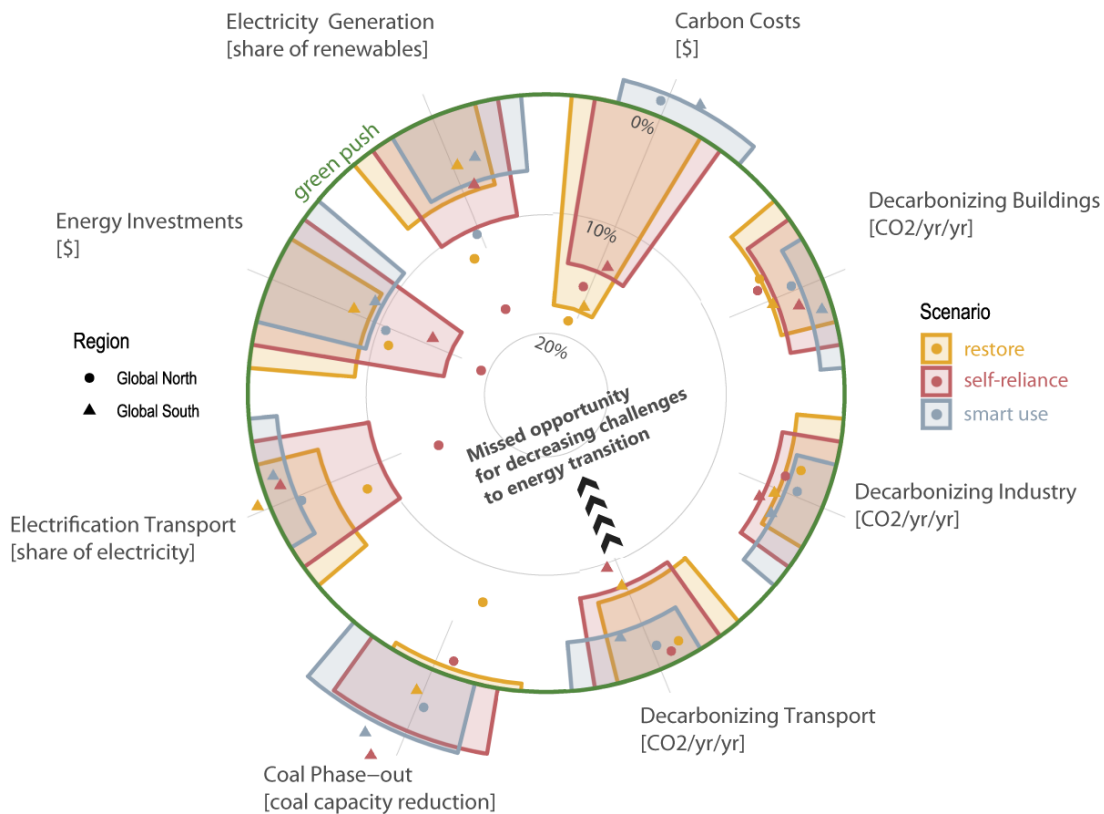 Electricity Generation
[share of renewables]
Carbon Costs
[$]
green push
0%
10%
20%
Energy Investments
[$]
Decarbonizing Buildings
[CO2/yr/yr]
Region
Global North
Global South
Scenario
restore
self-reliance
smart use
Missed opportunity
for decreasing challenges
to energy transition
Electrification Transport
[share of electricity]
Decarbonizing Industry
[CO2/yr/yr]
Decarbonizing Transport
[CO2/yr/yr]
Coal Phase−out
[coal capacity reduction]